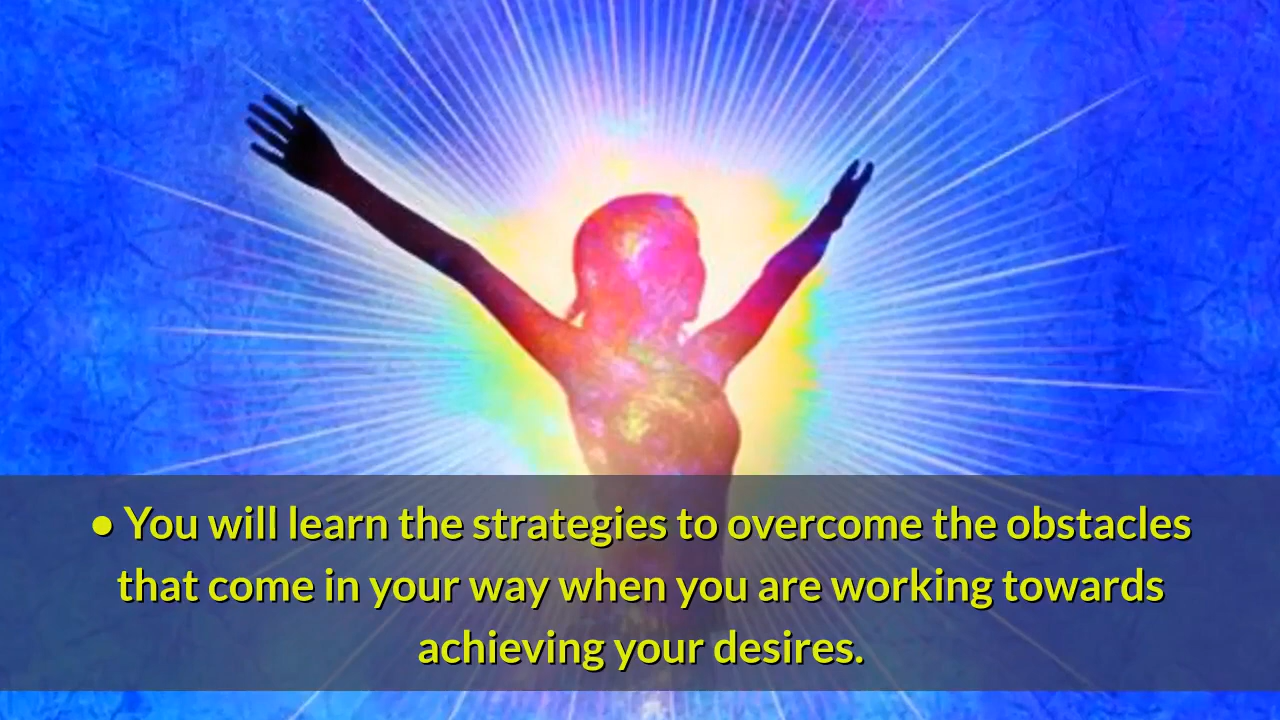 ● You will learn the strategies to overcome the obstacles
that come in your way when you are working towards
achieving your desires.